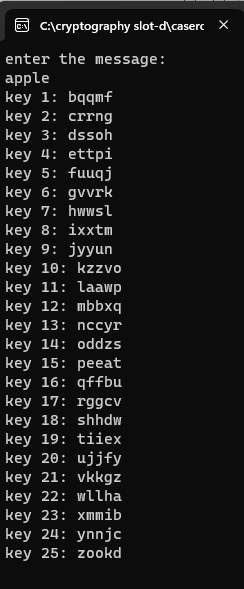 C:\cryptography slot-d\caserc
enter the message:
apple
key 1: bqqmf
key 2: crrng
key 3: dssoh
key 4: ettpi
key 5: fuuqj
key 6: gvvrk
key 7: hwwsl
key 8: ixxtm
key 9: jyyun
key 10: kzzvo
key 11: laawp
key 12: mbbxq
key 13: nccyr
key 14: oddzs
key 15: peeat
key 16: qffbu
key 17: rggcv
key 18: shhdw
key 19: tiiex
key 20: ujjfy
key 21: vkkgz
key 22: wllha
key 23: xmmib
key 24: ynnjc
key 25: zookd